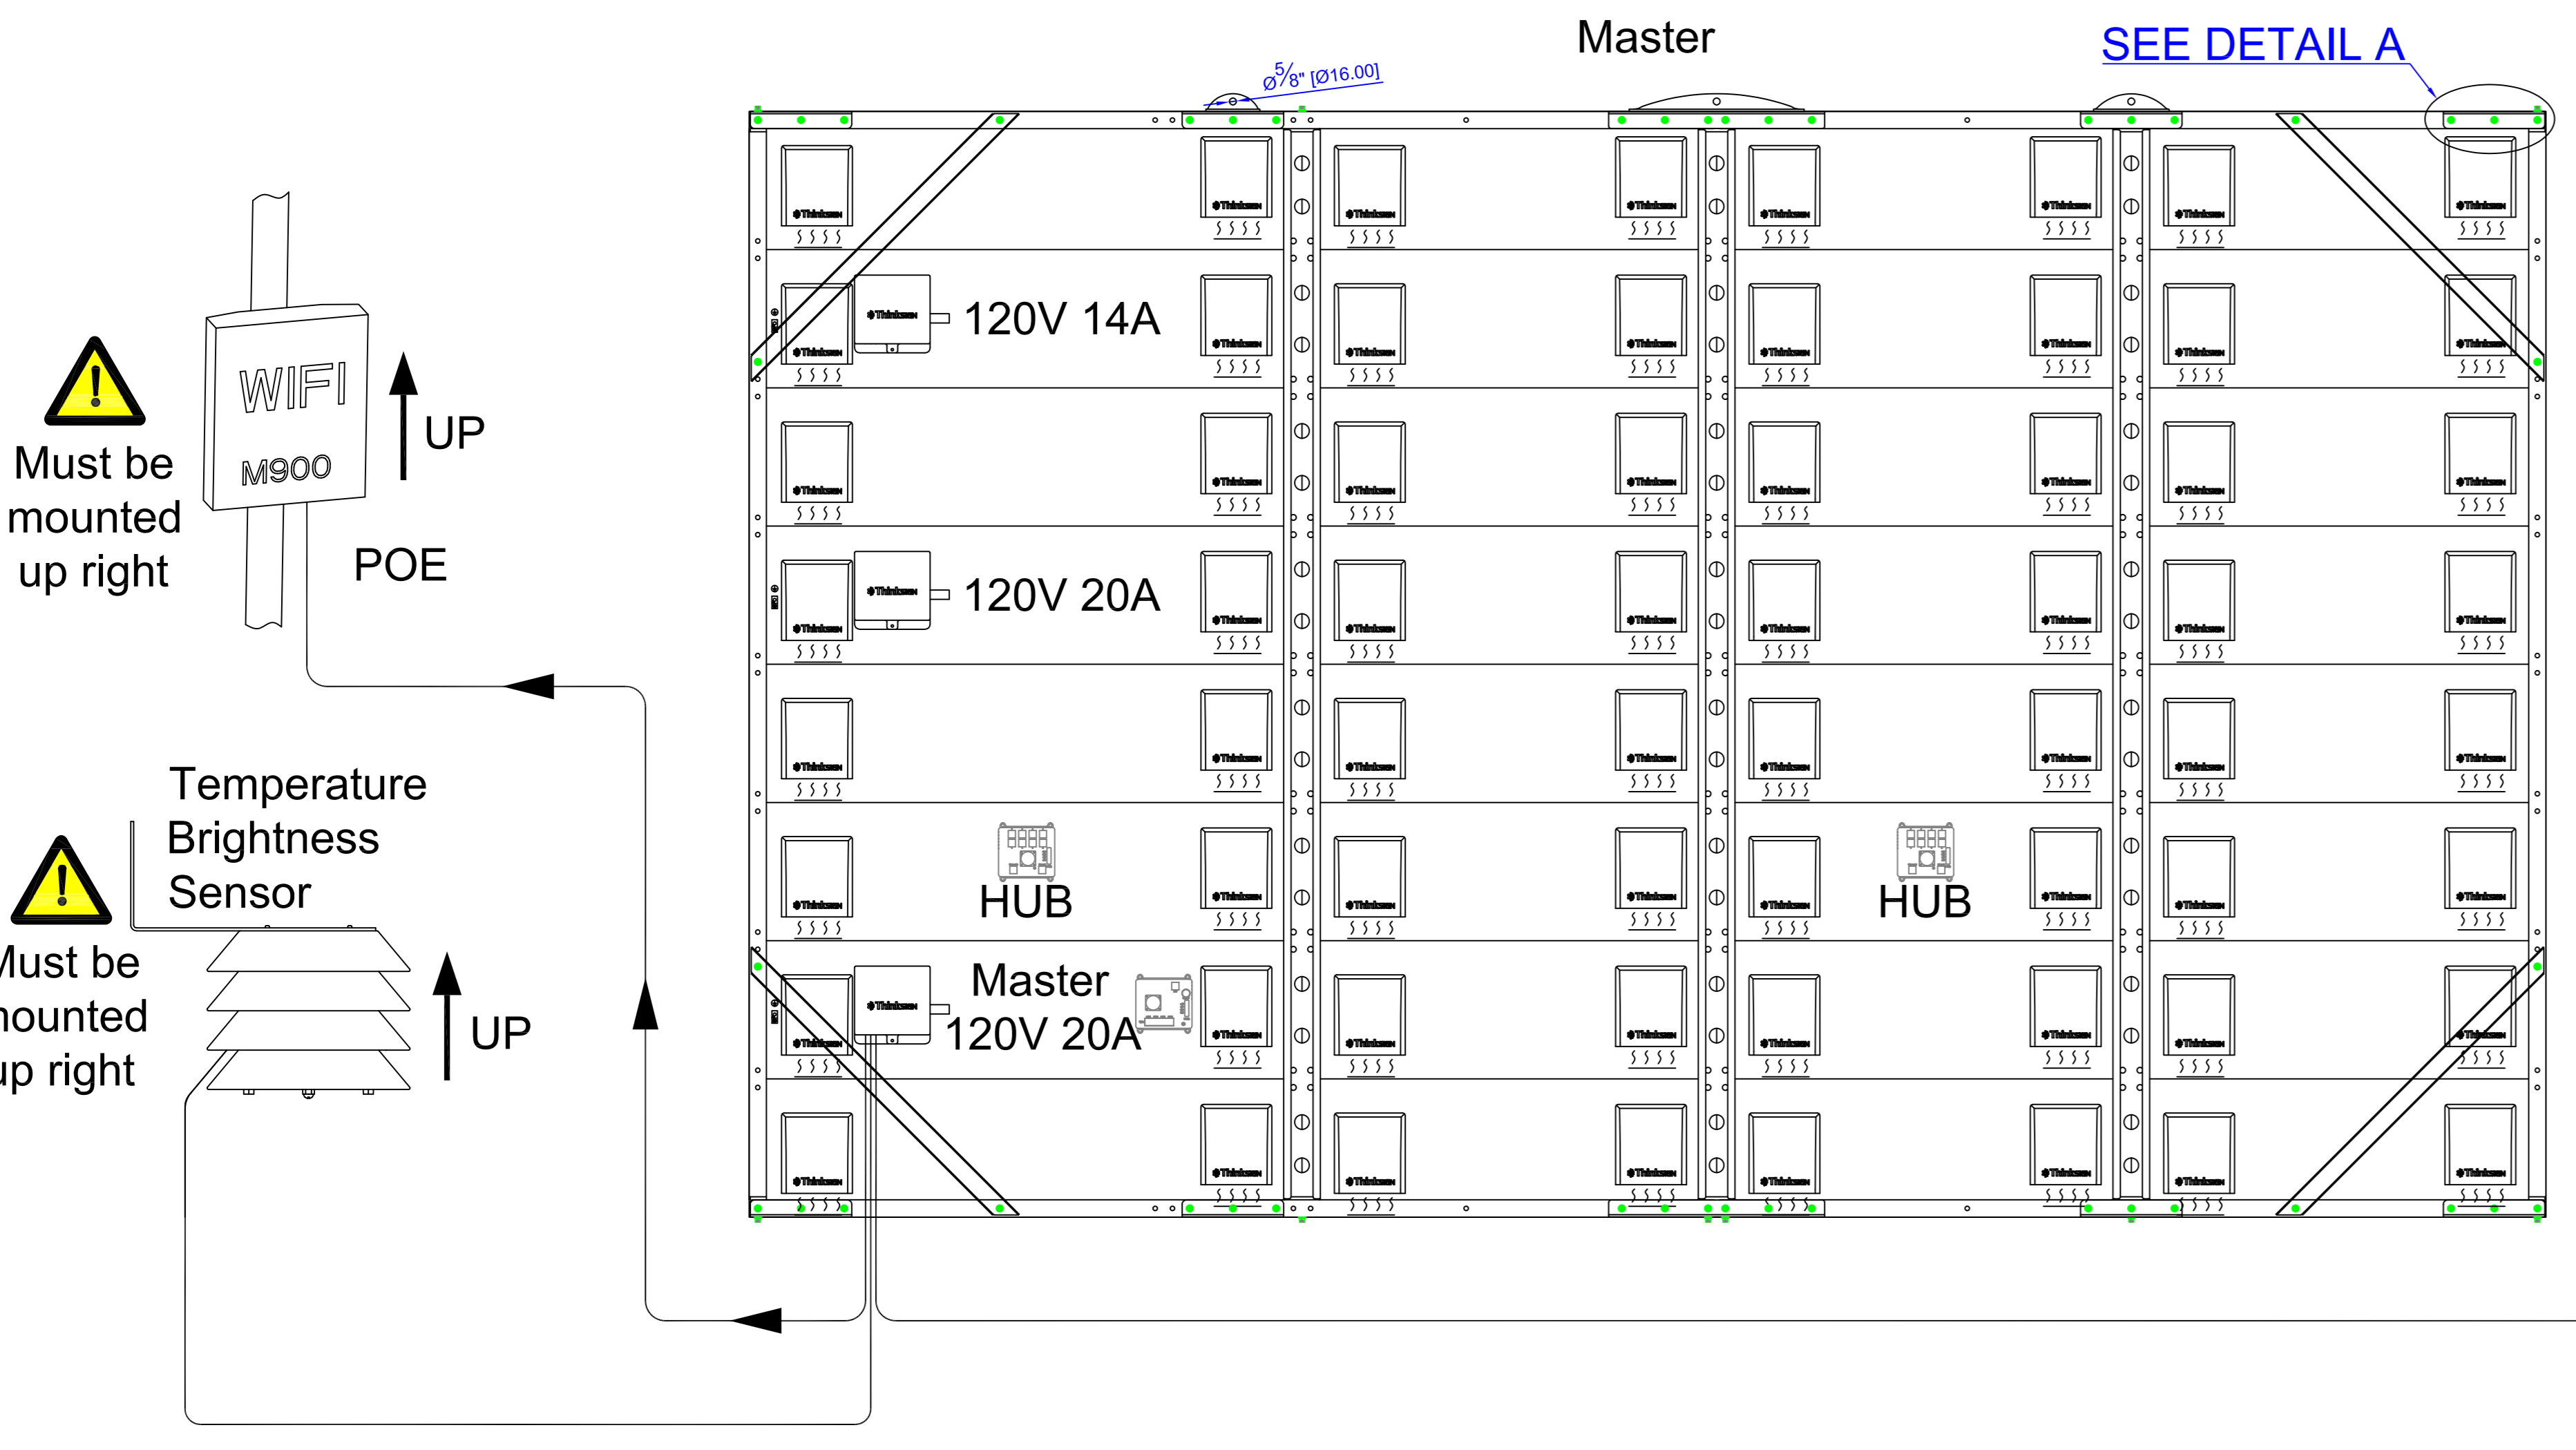 Master
SEE DETAIL A
Ø5/8" [Ø16.00]
WIFI
M900
UP
Must be
mounted
up right
POE
120V 14A
120V 20A
Temperature
Brightness
Sensor
Must be
mounted
up right
UP
HUB
HUB
Master
120V 20A